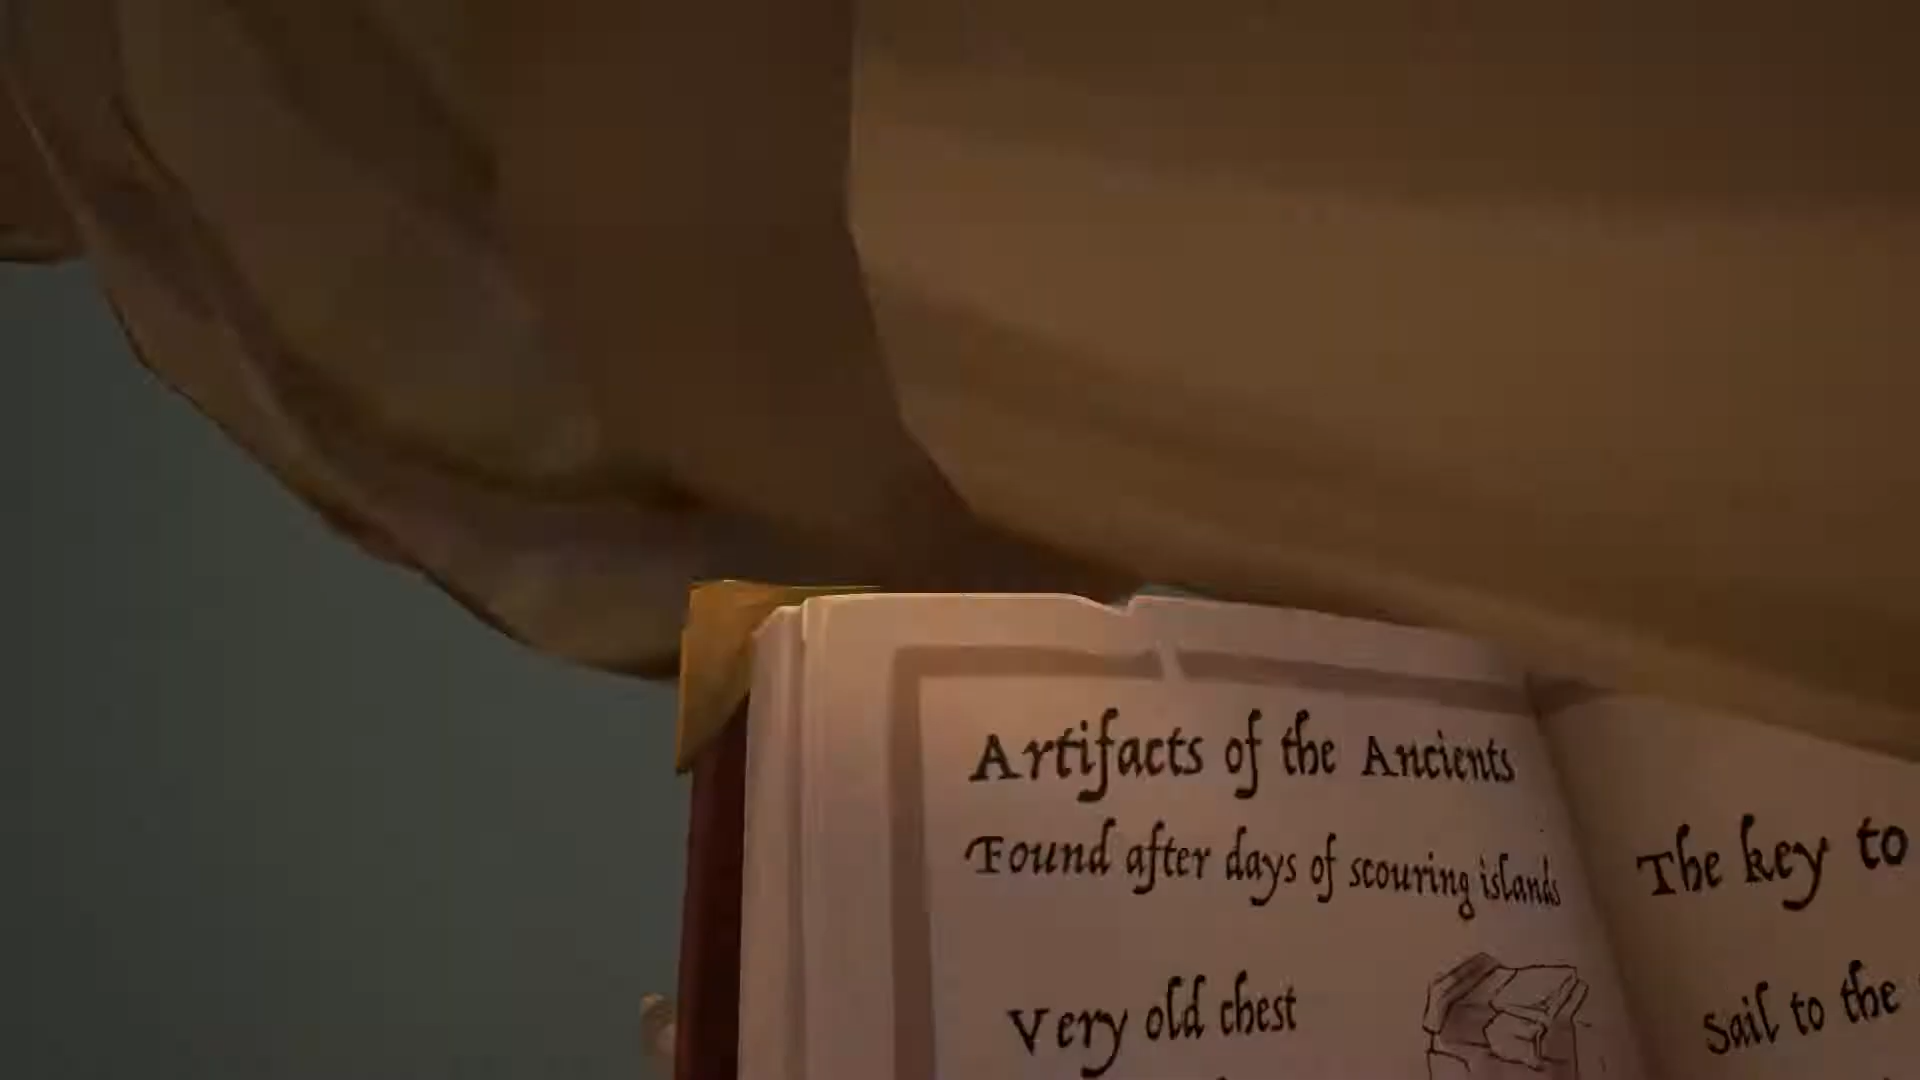 Artifacts of the Ancients
Found after days of scouring islands
Very old chest
The key to
Sail to the